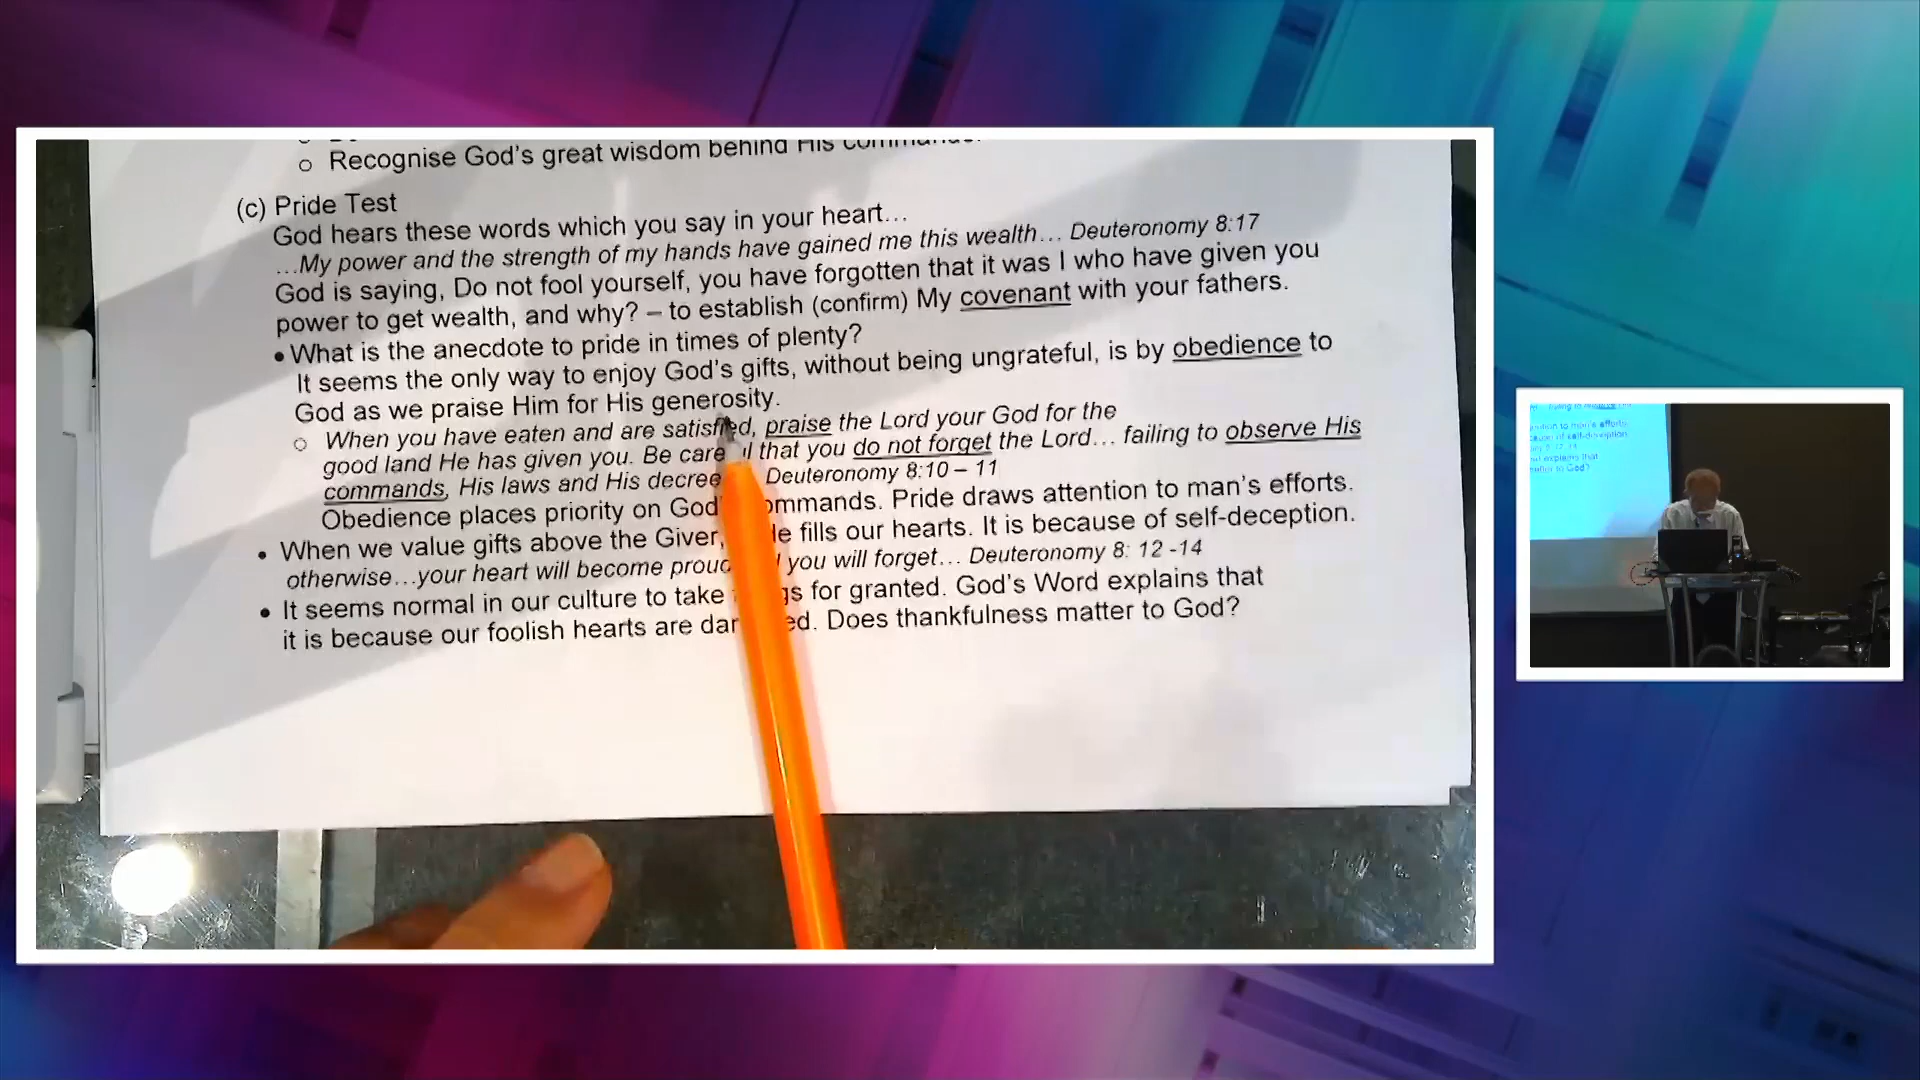 o Recognise God's great wisdom behind His
(c) Pride Test
God hears these words which you say in your heart…
…My power and the strength of my hands have gained me this wealth… Deuteronomy 8:17
God is saying, Do not fool yourself, you have forgotten that it was I who have given you
power to get wealth, and why? – to establish (confirm) My covenant with your fathers.
• What is the anecdote to pride in times of plenty?
It seems the only way to enjoy God's gifts, without being ungrateful, is by obedience to
God as we praise Him for His generosity.
o When you have eaten and are satisfied, praise the Lord your God for the
good land He has given you. Be careful that you do not forget the Lord… failing to observe His
commands, His laws and His Deuteronomy 8:10 – 11
Obedience places priority on God's commands. Pride draws attention to man's efforts.
• When we value gifts above the Giver, fills our hearts. It is because of self-deception.
otherwise…your heart will become you will forget… Deuteronomy 8: 12 -14
• It seems normal in our culture to take for granted. God's Word explains that
it is because our foolish hearts are Does thankfulness matter to God?